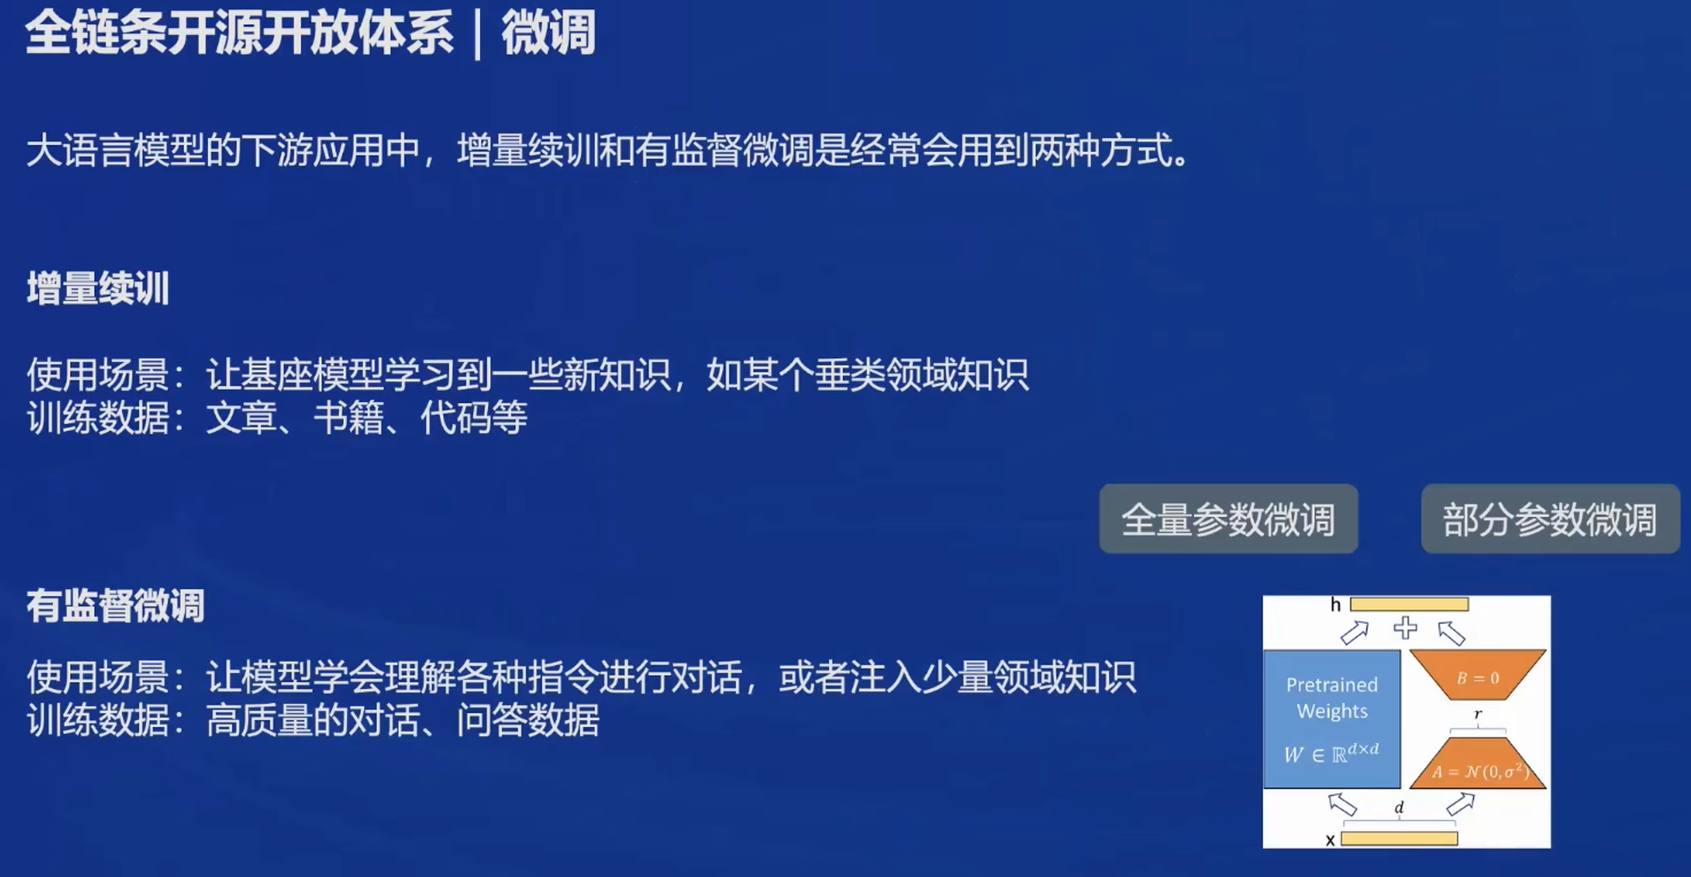 全链条开源开放体系｜微调
大语言模型的下游应用中，增量续训和有监督微调是经常会用到两种方式。
增量续训
使用场景：让基座模型学习到一些新知识，如某个垂类领域知识
训练数据：文章、书籍、代码等
全量参数微调
部分参数微调
有监督微调
使用场景：让模型学会理解各种指令进行对话，或者注入少量领域知识
训练数据：高质量的对话、问答数据
h
Pretrained
Weights
W ∈ ℝ^{d×d}
B = 0
r
A = 𝒩(0, σ²)
d
x